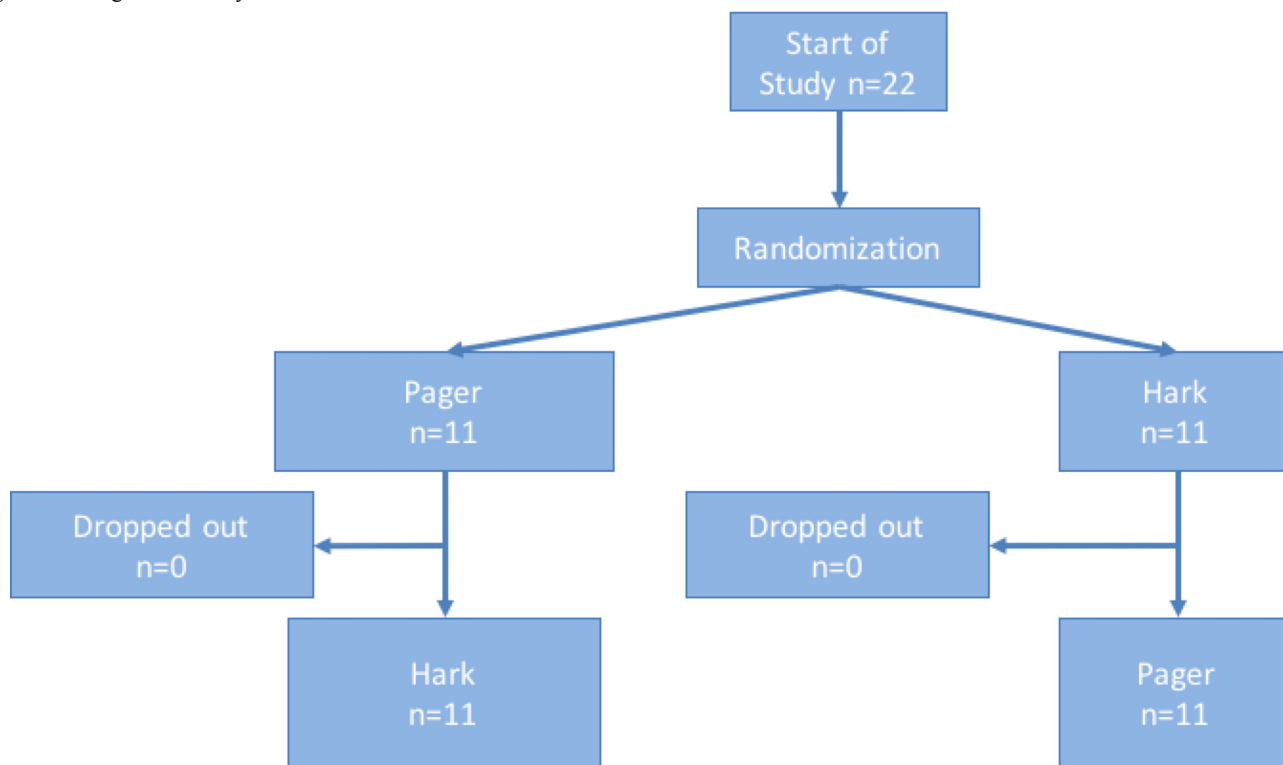 Start of
Study n=22
Randomization
Pager
n=11
Hark
n=11
Dropped out
n=0
Dropped out
n=0
Hark
n=11
Pager
n=11